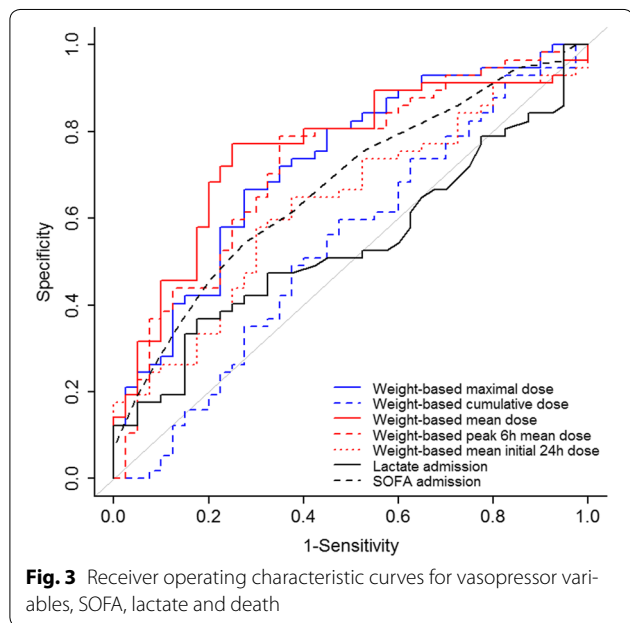 1.0
0.8
0.6
0.4
0.2
0.0
Specificity
Weight-based maximal dose
Weight-based cumulative dose
Weight-based mean dose
Weight-based peak 6h mean dose
Weight-based mean initial 24h dose
Lactate admission
SOFA admission
0.0 0.2 0.4 0.6 0.8 1.0
1-Sensitivity
Fig. 3 Receiver operating characteristic curves for vasopressor vari-
ables, SOFA, lactate and death